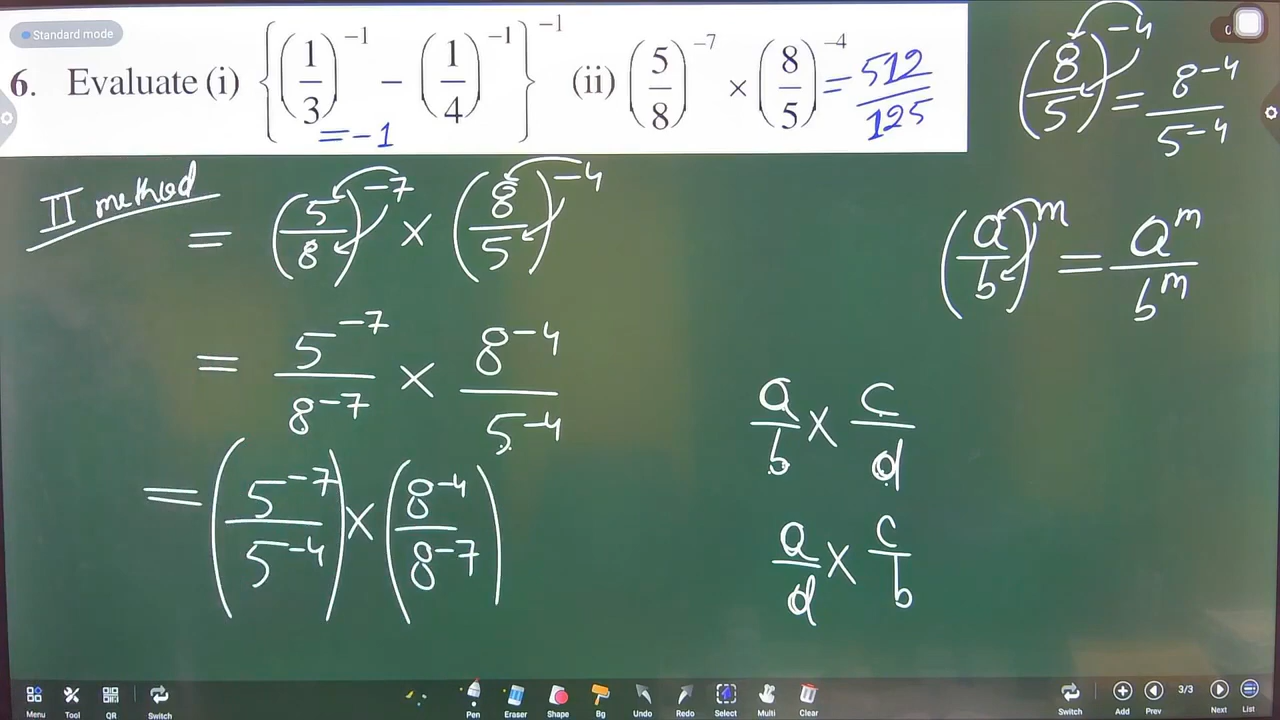 Standard mode
6. Evaluate (i) {(1/3)^−1 − (1/4)^−1}^−1 (ii) (5/8)^−7 × (8/5)^−4 = 512/125
= −1
(8/5)^−4 = 8^−4/5^−4
II method
= (5/8)^−7 × (8/5)^−4
(a/b)^m = a^m/b^m
= 5^−7/8^−7 × 8^−4/5^−4
a/b × c/d
= (5^−7/5^−4) × (8^−4/8^−7)
a/d × c/b
Menu Tool QR Switch Pen Eraser Shape Bg Undo Redo Select Multi Clear Switch Add Prev 3/3 Next List